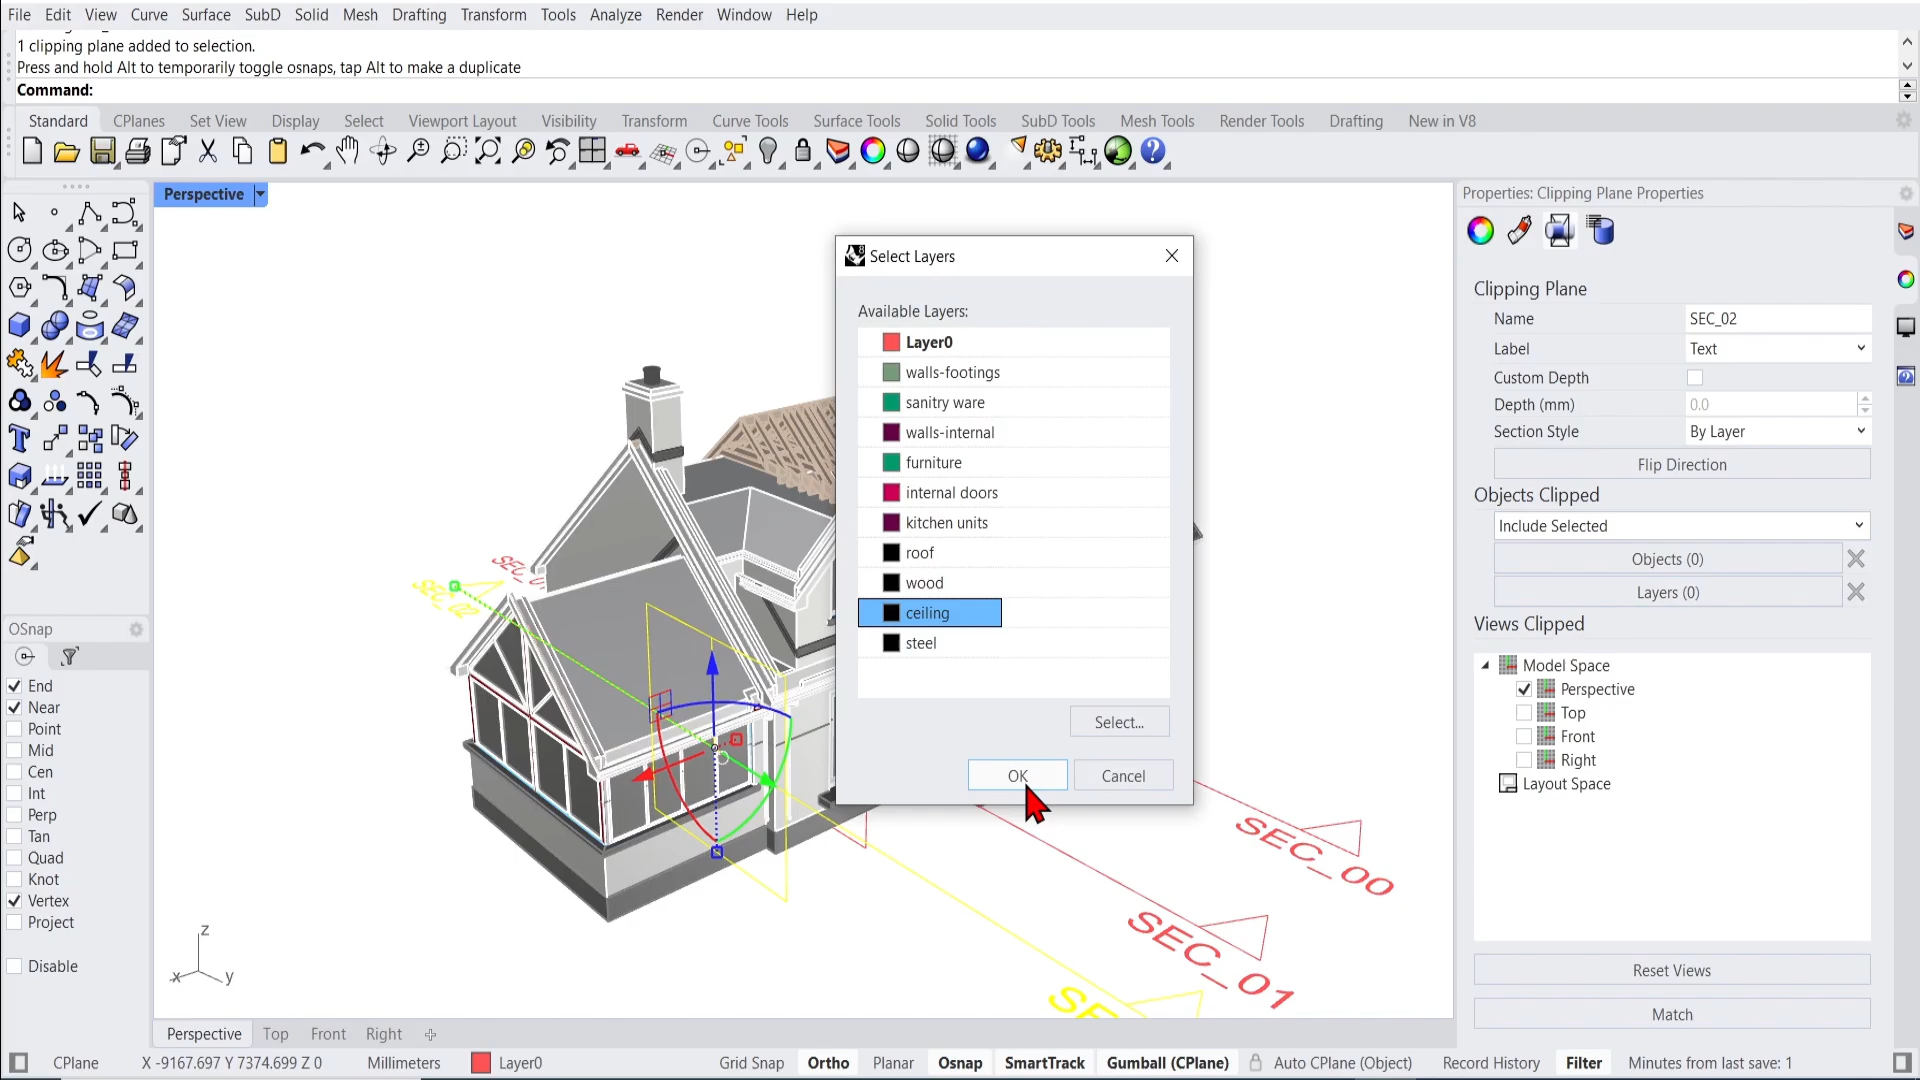 File Edit View Curve Surface SubD Solid Mesh Drafting Transform Tools Analyze Render Window Help
1 clipping plane added to selection.
Press and hold Alt to temporarily toggle osnaps, tap Alt to make a duplicate
Command:
Standard CPlanes Set View Display Select Viewport Layout Visibility Transform Curve Tools Surface Tools Solid Tools SubD Tools Mesh Tools Render Tools Drafting New in V8
Perspective
Properties: Clipping Plane Properties
Select Layers
Available Layers:
Layer0
walls-footings
sanitry ware
walls-internal
furniture
internal doors
kitchen units
roof
wood
ceiling
steel
Select...
OK Cancel
Clipping Plane
Name SEC_02
Label Text
Custom Depth
Depth (mm) 0.0
Section Style By Layer
Flip Direction
Objects Clipped
Include Selected
Objects (0)
Layers (0)
Views Clipped
Model Space
Perspective
Top
Front
Right
Layout Space
Reset Views
Match
OSnap
End
Near
Point
Mid
Cen
Int
Perp
Tan
Quad
Knot
Vertex
Project
Disable
SEC_02
SEC_00
SEC_01
z
x y
Perspective Top Front Right
CPlane X -9167.697 Y 7374.699 Z 0 Millimeters Layer0 Grid Snap Ortho Planar Osnap SmartTrack Gumball (CPlane) Auto CPlane (Object) Record History Filter Minutes from last save: 1